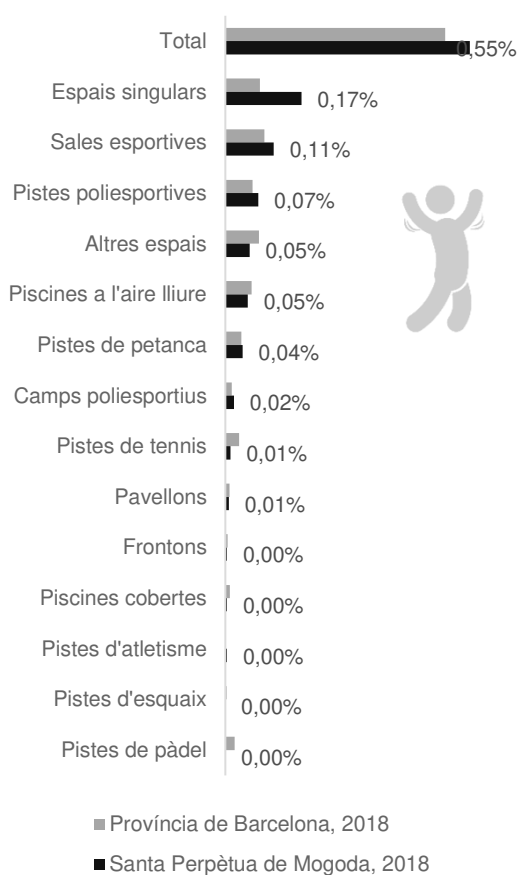 Total 0,55%
Espais singulars 0,17%
Sales esportives 0,11%
Pistes poliesportives 0,07%
Altres espais 0,05%
Piscines a l'aire lliure 0,05%
Pistes de petanca 0,04%
Camps poliesportius 0,02%
Pistes de tennis 0,01%
Pavellons 0,01%
Frontons 0,00%
Piscines cobertes 0,00%
Pistes d'atletisme 0,00%
Pistes d'esquaix 0,00%
Pistes de pàdel 0,00%
Província de Barcelona, 2018
Santa Perpètua de Mogoda, 2018